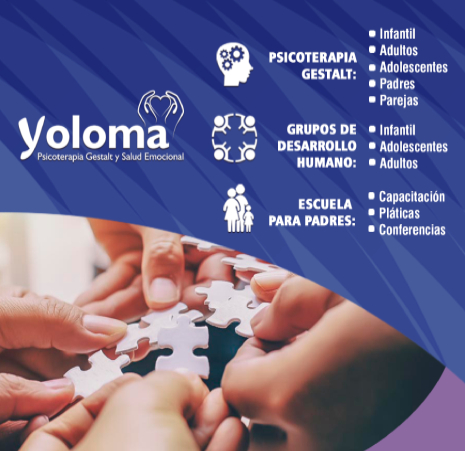 Yoloma
Psicoterapia Gestalt y Salud Emocional
PSICOTERAPIA
GESTALT:
Infantil
Adultos
Adolescentes
Padres
Parejas
GRUPOS DE
DESARROLLO
HUMANO:
Infantil
Adolescentes
Adultos
ESCUELA
PARA PADRES:
Capacitación
Pláticas
Conferencias